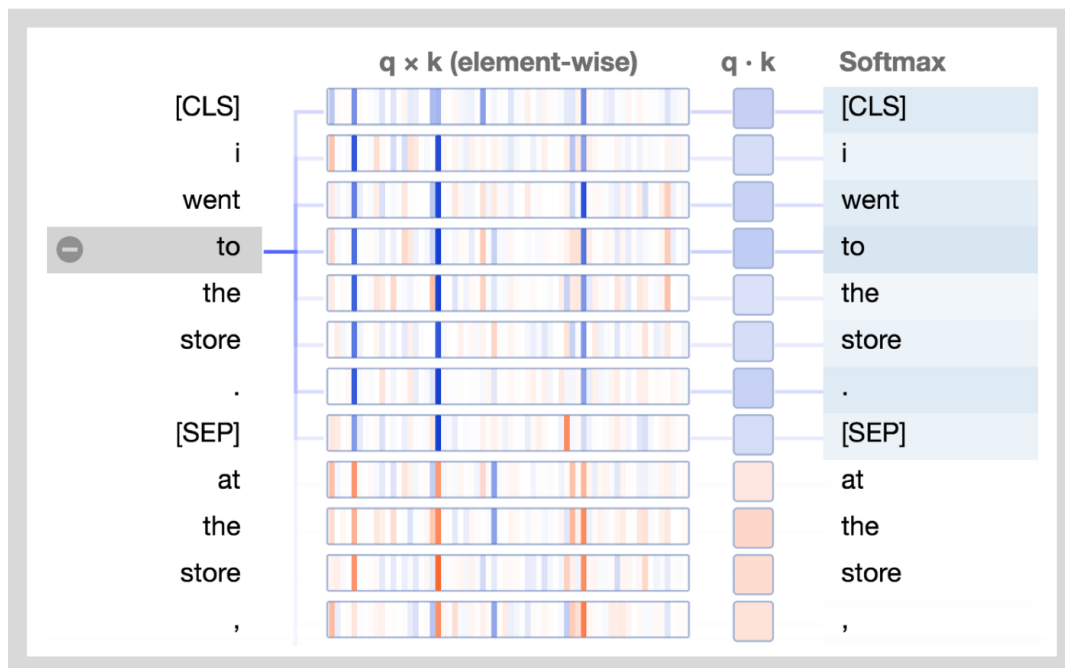 q × k (element-wise) q · k Softmax
[CLS] [CLS]
i i
went went
to to
the the
store store
. .
[SEP] [SEP]
at at
the the
store store
, ,